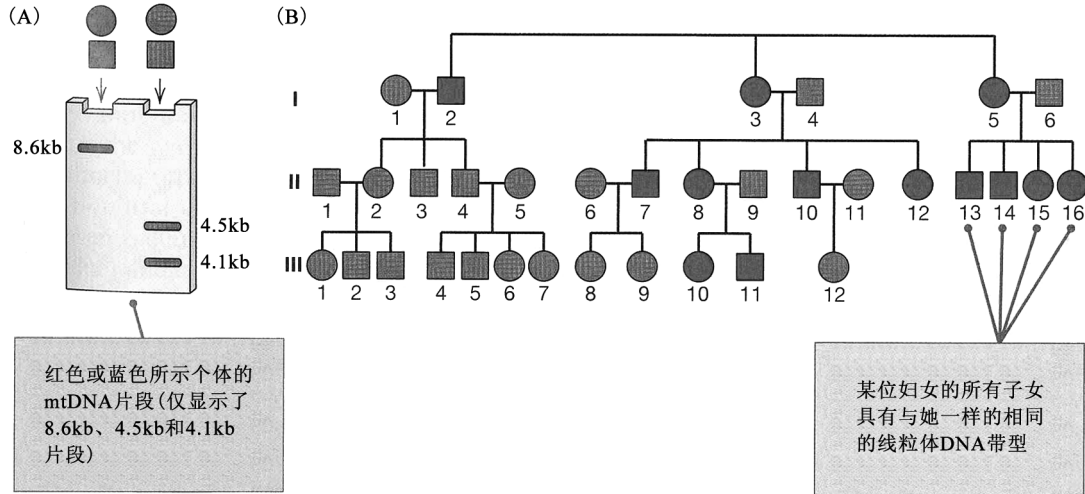 (A)
(B)
8.6kb
4.5kb
4.1kb
I
1 2 3 4 5 6
II
1 2 3 4 5 6 7 8 9 10 11 12 13 14 15 16
III
1 2 3 4 5 6 7 8 9 10 11 12
红色或蓝色所示个体的
mtDNA片段(仅显示了
8.6kb、4.5kb和4.1kb
片段)
某位妇女的所有子女
具有与她一样的相同
的线粒体DNA带型